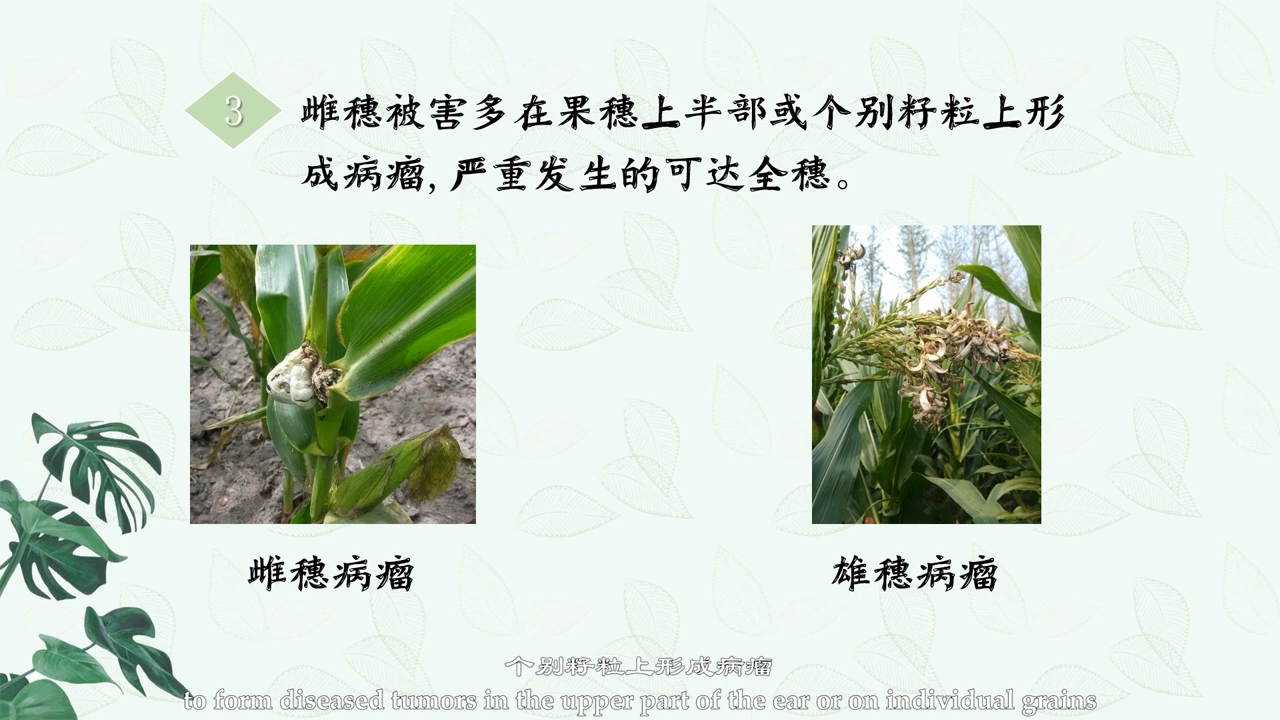 3
雌穗被害多在果穗上半部或个别籽粒上形
成病瘤,严重发生的可达全穗。
雌穗病瘤
雄穗病瘤
个别籽粒上形成病瘤
to form diseased tumors in the upper part of the ear or on individual grains